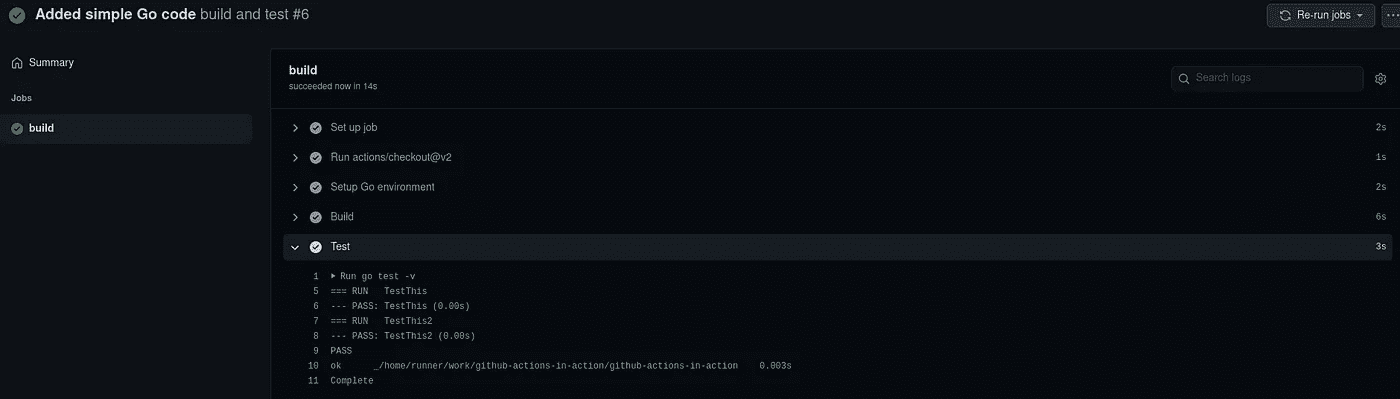 Added simple Go code build and test #6
Re-run jobs
Summary
Jobs
build
build
succeeded now in 14s
Search logs
Set up job 2s
Run actions/checkout@v2 1s
Setup Go environment 2s
Build 6s
Test 3s
1 Run go test -v
5 === RUN   TestThis
6 --- PASS: TestThis (0.00s)
7 === RUN   TestThis2
8 --- PASS: TestThis2 (0.00s)
9 PASS
10 ok      _/home/runner/work/github-actions-in-action/github-actions-in-action    0.003s
11 Complete